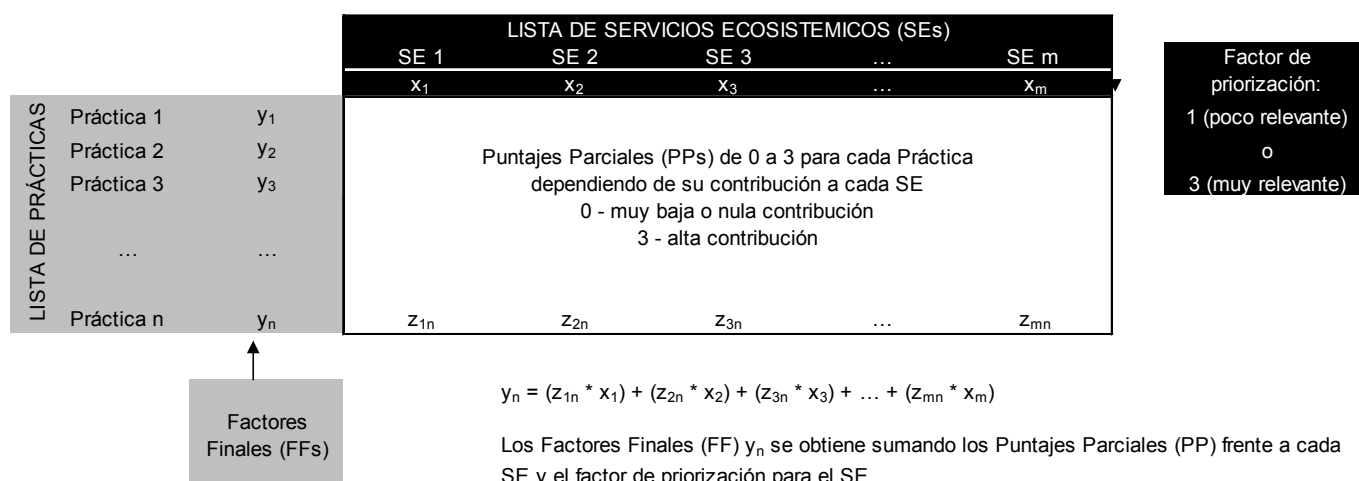 LISTA DE SERVICIOS ECOSISTEMICOS (SEs)
SE 1 SE 2 SE 3 … SE m
x₁ x₂ x₃ … xₘ
Factor de
priorización:
1 (poco relevante)
o
3 (muy relevante)
LISTA DE PRÁCTICAS
Práctica 1 y₁
Práctica 2 y₂
Práctica 3 y₃
… …
Práctica n yₙ
Puntajes Parciales (PPs) de 0 a 3 para cada Práctica
dependiendo de su contribución a cada SE
0 - muy baja o nula contribución
3 - alta contribución
z₁ₙ z₂ₙ z₃ₙ … zₘₙ
Factores
Finales (FFs)
yₙ = (z₁ₙ * x₁) + (z₂ₙ * x₂) + (z₃ₙ * x₃) + … + (zₘₙ * xₘ)
Los Factores Finales (FF) yₙ se obtiene sumando los Puntajes Parciales (PP) frente a cada
SE y el factor de priorización para el SE